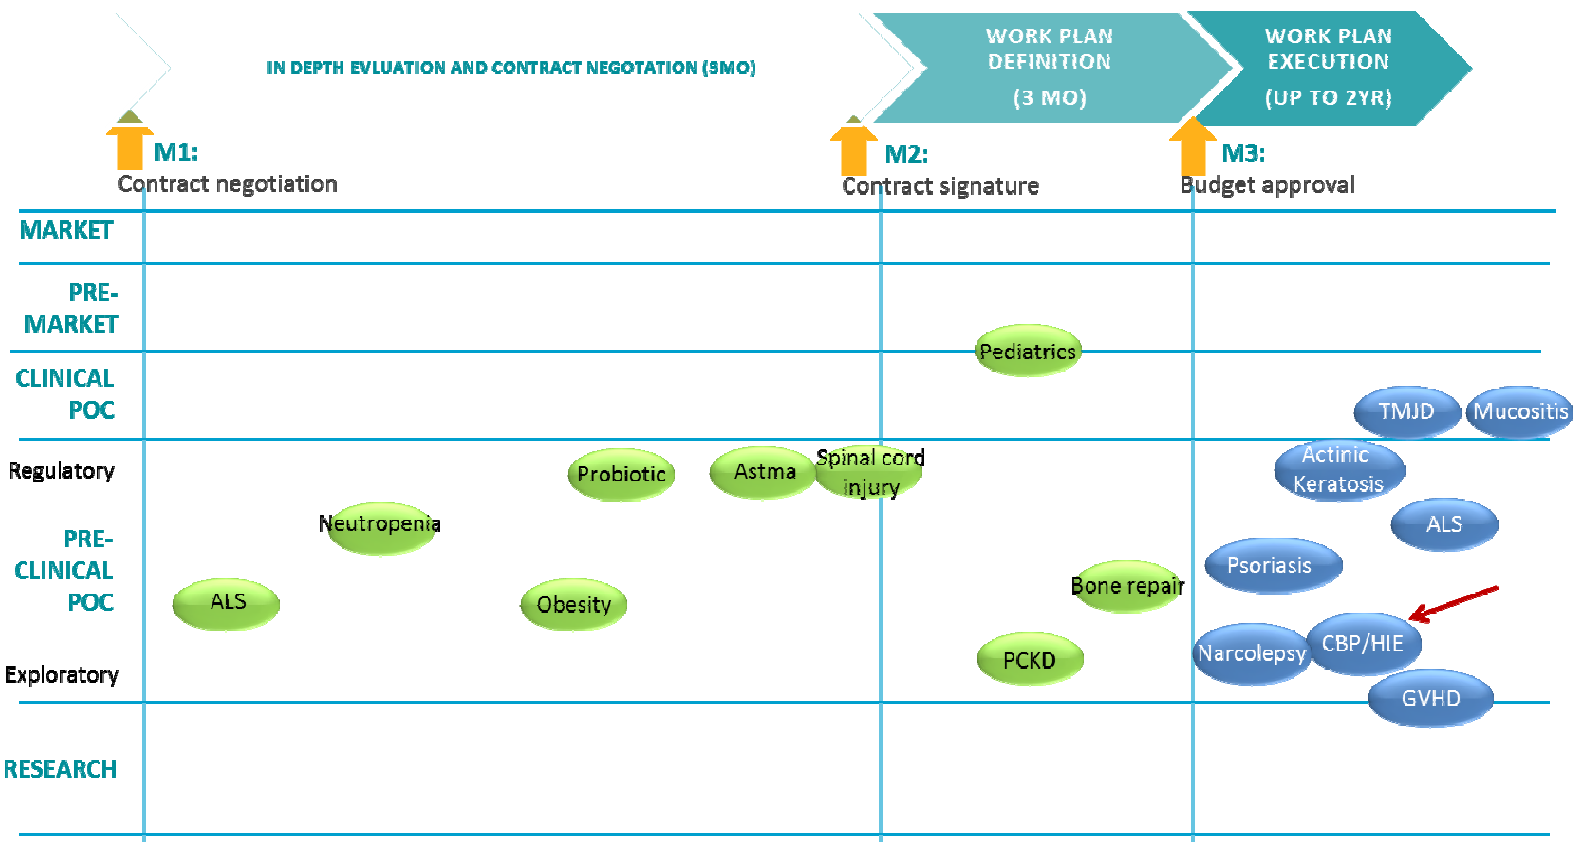 IN DEPTH EVLUATION AND CONTRACT NEGOTATION (3MO)
WORK PLAN
DEFINITION
(3 MO)
WORK PLAN
EXECUTION
(UP TO 2YR)
M1:
Contract negotiation
M2:
Contract signature
M3:
Budget approval
MARKET
PRE-
MARKET
Pediatrics
CLINICAL
POC
TMJD
Mucositis
Regulatory
Probiotic
Astma
Spinal cord
injury
Actinic
Keratosis
Neutropenia
ALS
PRE-
CLINICAL
POC
Psoriasis
ALS
Obesity
Bone repair
Exploratory
PCKD
Narcolepsy
CBP/HIE
GVHD
RESEARCH